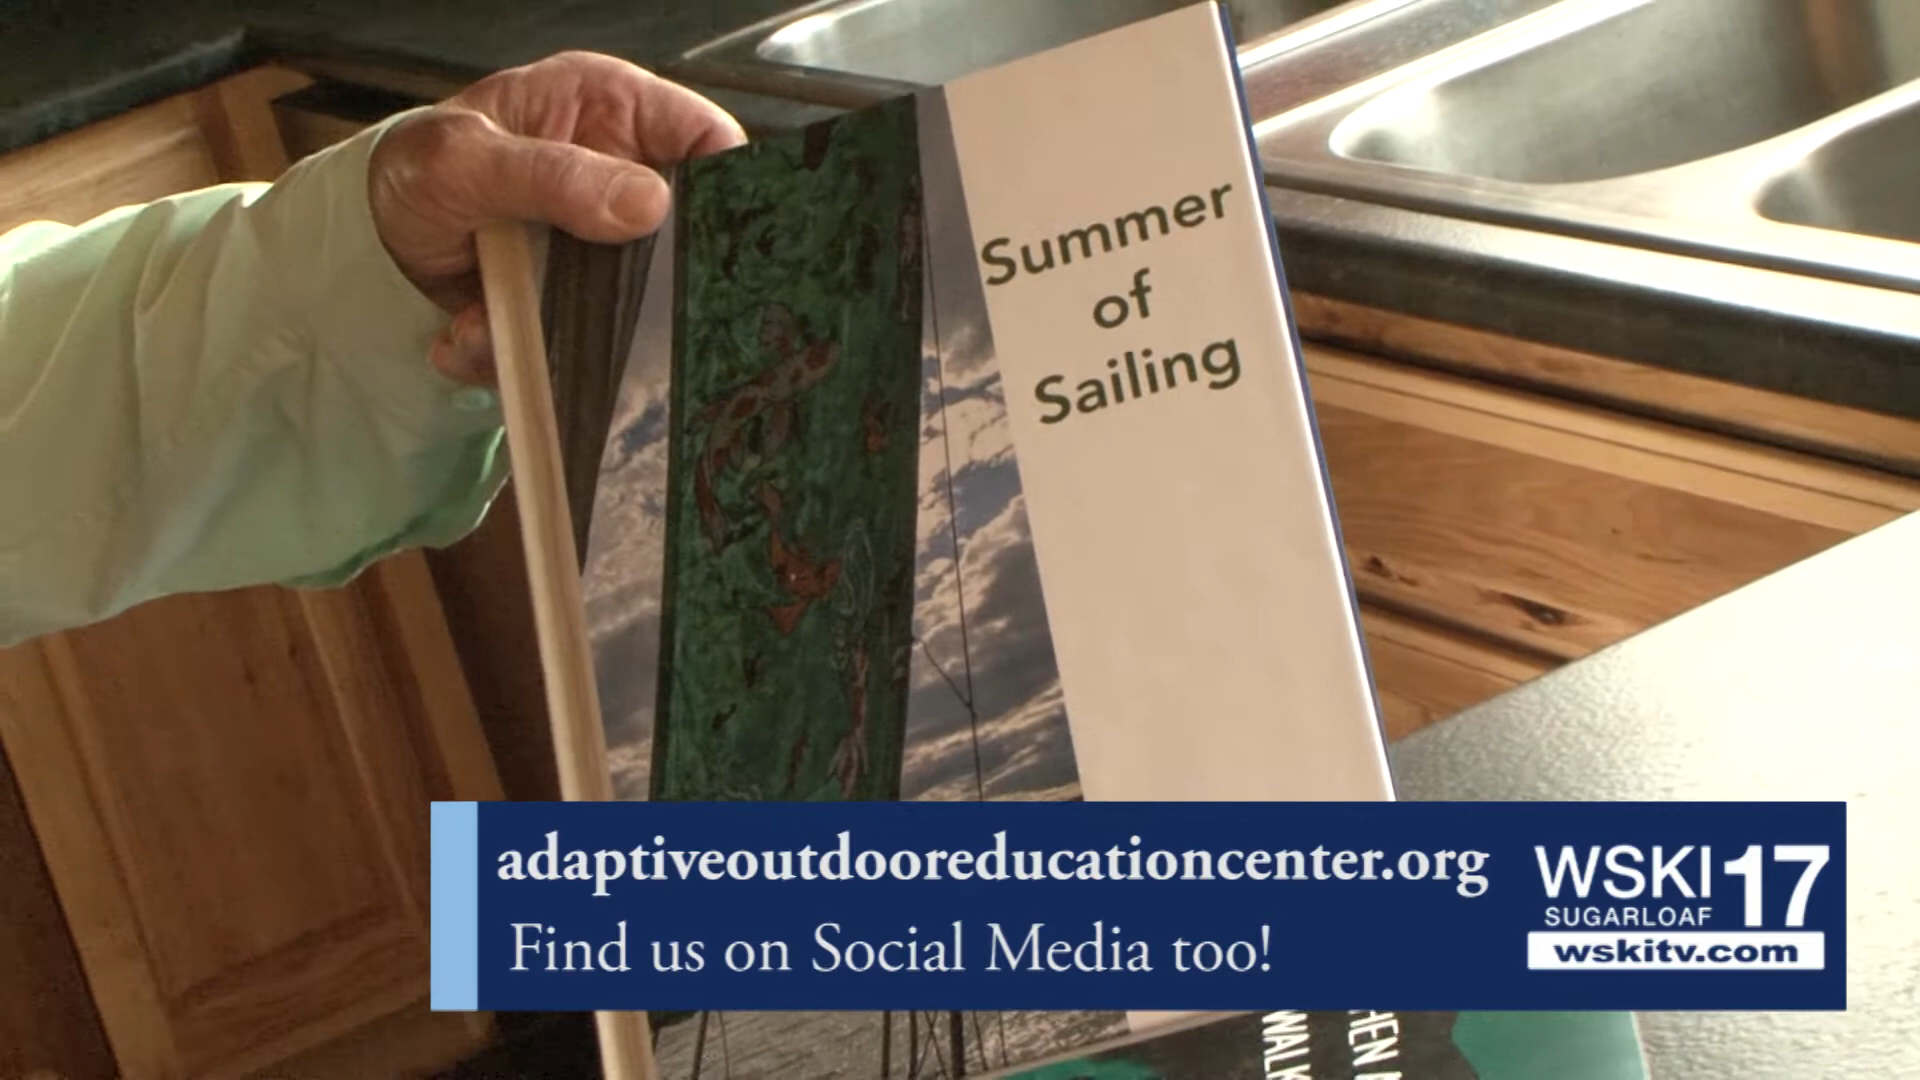 Summer
of
Sailing
adaptiveoutdooreducationcenter.org
Find us on Social Media too!
WSKI 17
SUGARLOAF
wskitv.com